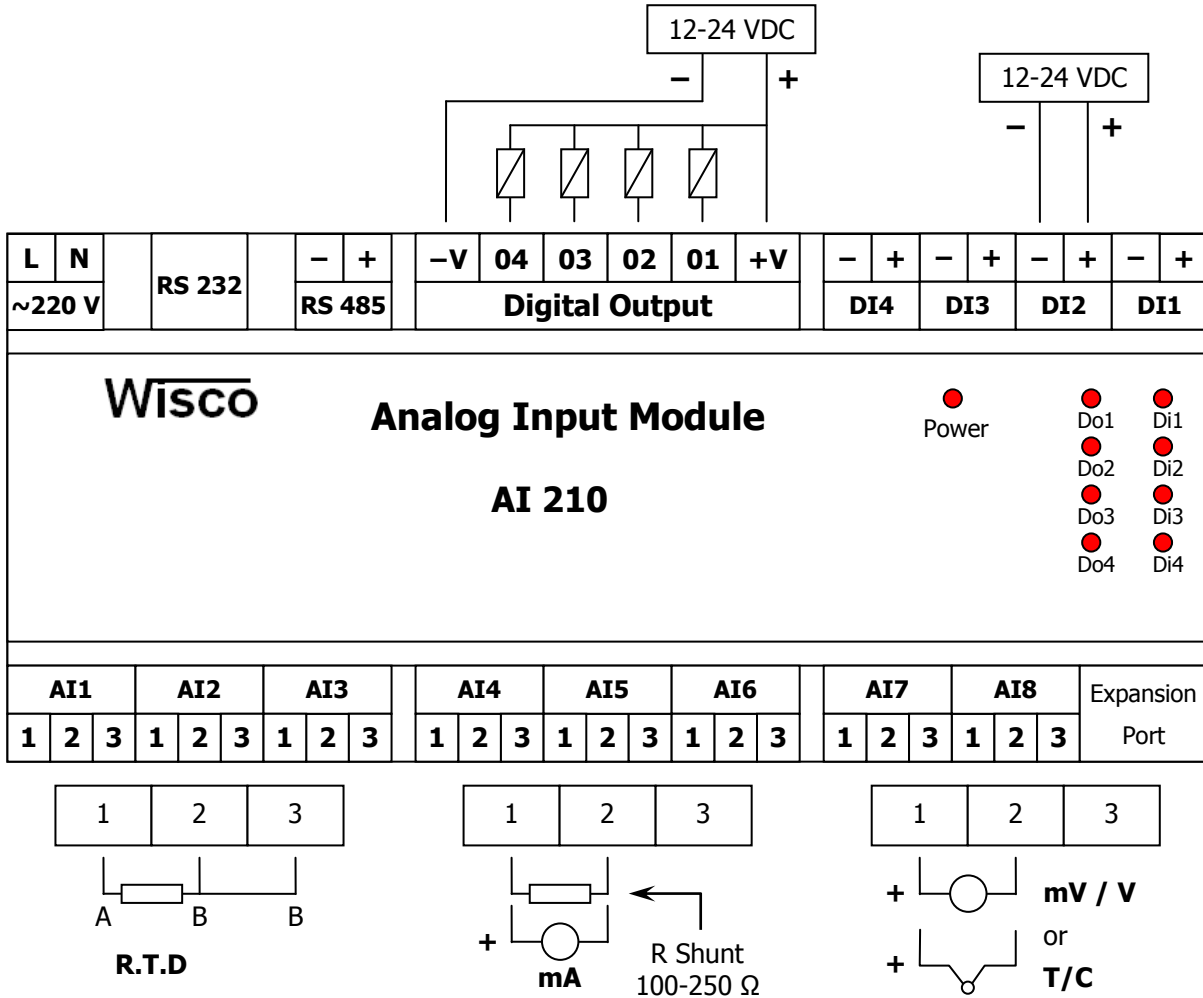 12-24 VDC
− +
12-24 VDC
− +
L N
~220 V
RS 232
− +
RS 485
−V 04 03 02 01 +V
Digital Output
− + − + − + − +
DI4 DI3 DI2 DI1
Wisco
Analog Input Module
AI 210
Power
Do1 Di1
Do2 Di2
Do3 Di3
Do4 Di4
AI1 AI2 AI3 AI4 AI5 AI6 AI7 AI8
1 2 3 1 2 3 1 2 3 1 2 3 1 2 3 1 2 3 1 2 3 1 2 3
Expansion
Port
1 2 3
A B B
R.T.D
1 2 3
+
mA
R Shunt
100-250 Ω
1 2 3
+ mV / V
or
+ T/C